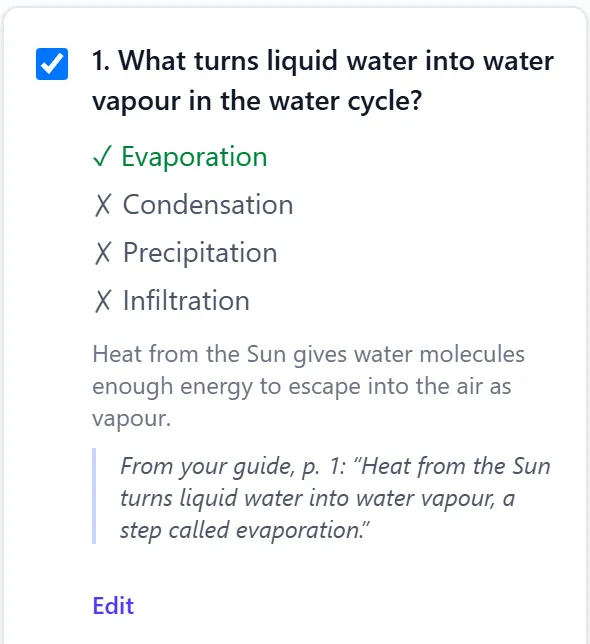 1. What turns liquid water into water
vapour in the water cycle?
✓ Evaporation
✗ Condensation
✗ Precipitation
✗ Infiltration
Heat from the Sun gives water molecules
enough energy to escape into the air as
vapour.
From your guide, p. 1: “Heat from the Sun
turns liquid water into water vapour, a
step called evaporation.”
Edit